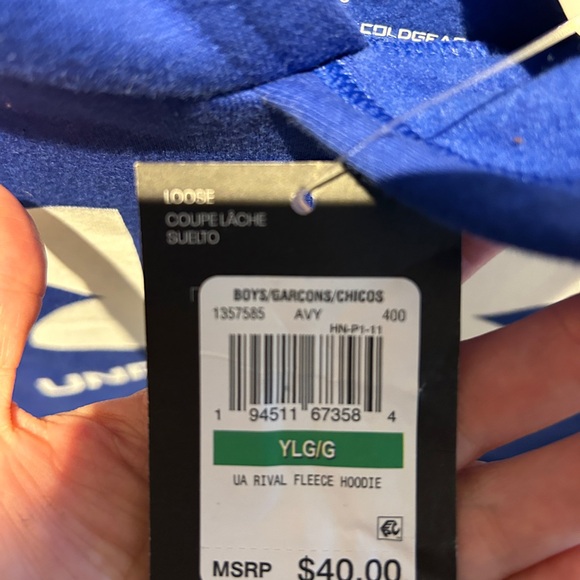 COLDGEAR
LOOSE
COUPE LÂCHE
SUELTO
BOYS/GARCONS/CHICOS
1357585 AVY 400
HN-P1-11
1 94511 67358 4
YLG/G
UA RIVAL FLEECE HOODIE
MSRP $40.00